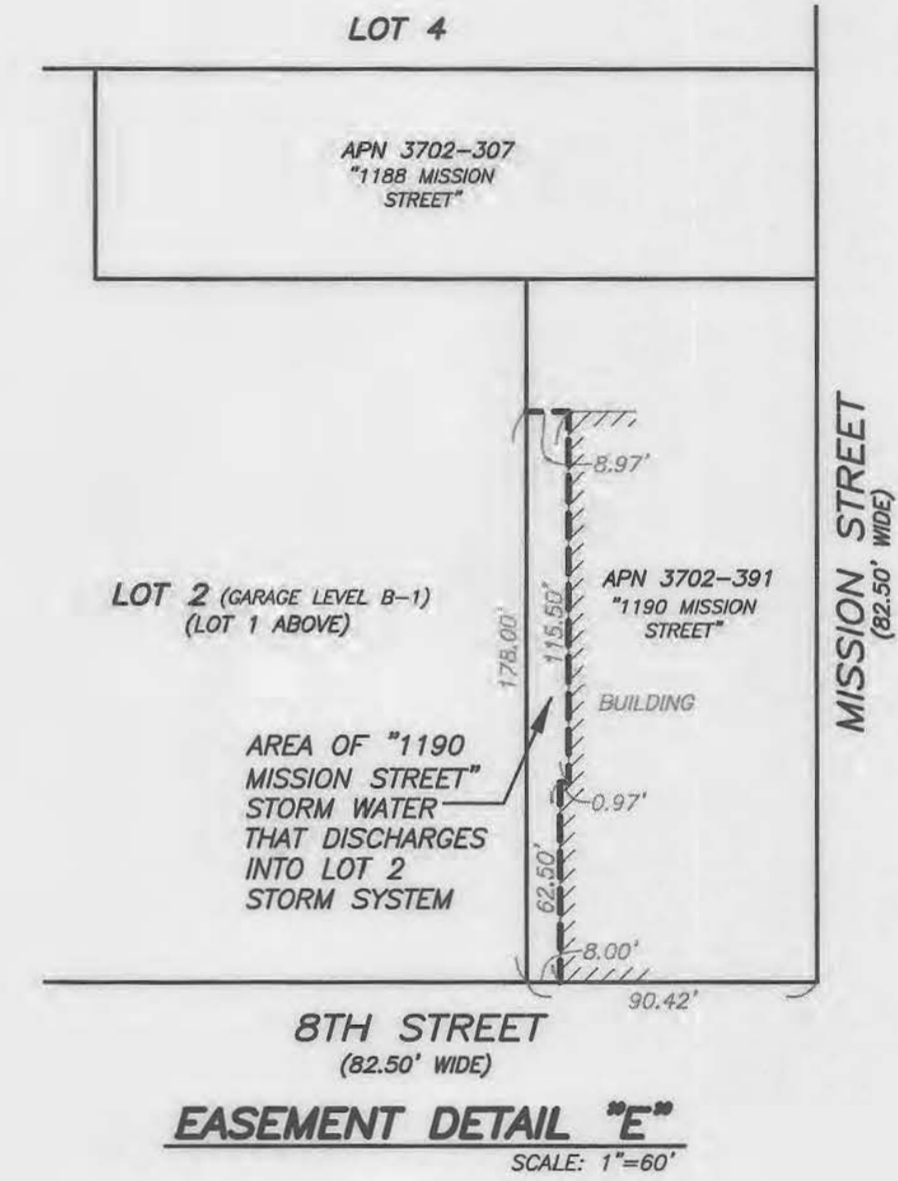 LOT 4
APN 3702-307
"1188 MISSION
STREET"
MISSION STREET
(82.50' WIDE)
8.97'
LOT 2 (GARAGE LEVEL B-1)
(LOT 1 ABOVE)
178.00'
115.50'
APN 3702-391
"1190 MISSION
STREET"
BUILDING
AREA OF "1190
MISSION STREET"
STORM WATER
THAT DISCHARGES
INTO LOT 2
STORM SYSTEM
0.97'
62.50'
8.00'
90.42'
8TH STREET
(82.50' WIDE)
EASEMENT DETAIL "E"
SCALE: 1"=60'